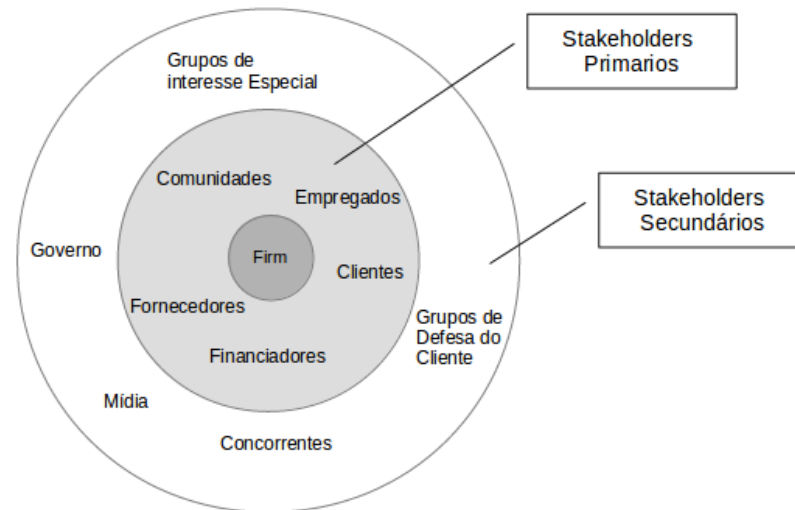 Grupos de
interesse Especial
Stakeholders
Primarios
Comunidades
Empregados
Stakeholders
Secundários
Governo
Firm
Clientes
Fornecedores
Grupos de
Defesa do
Cliente
Financiadores
Mídia
Concorrentes